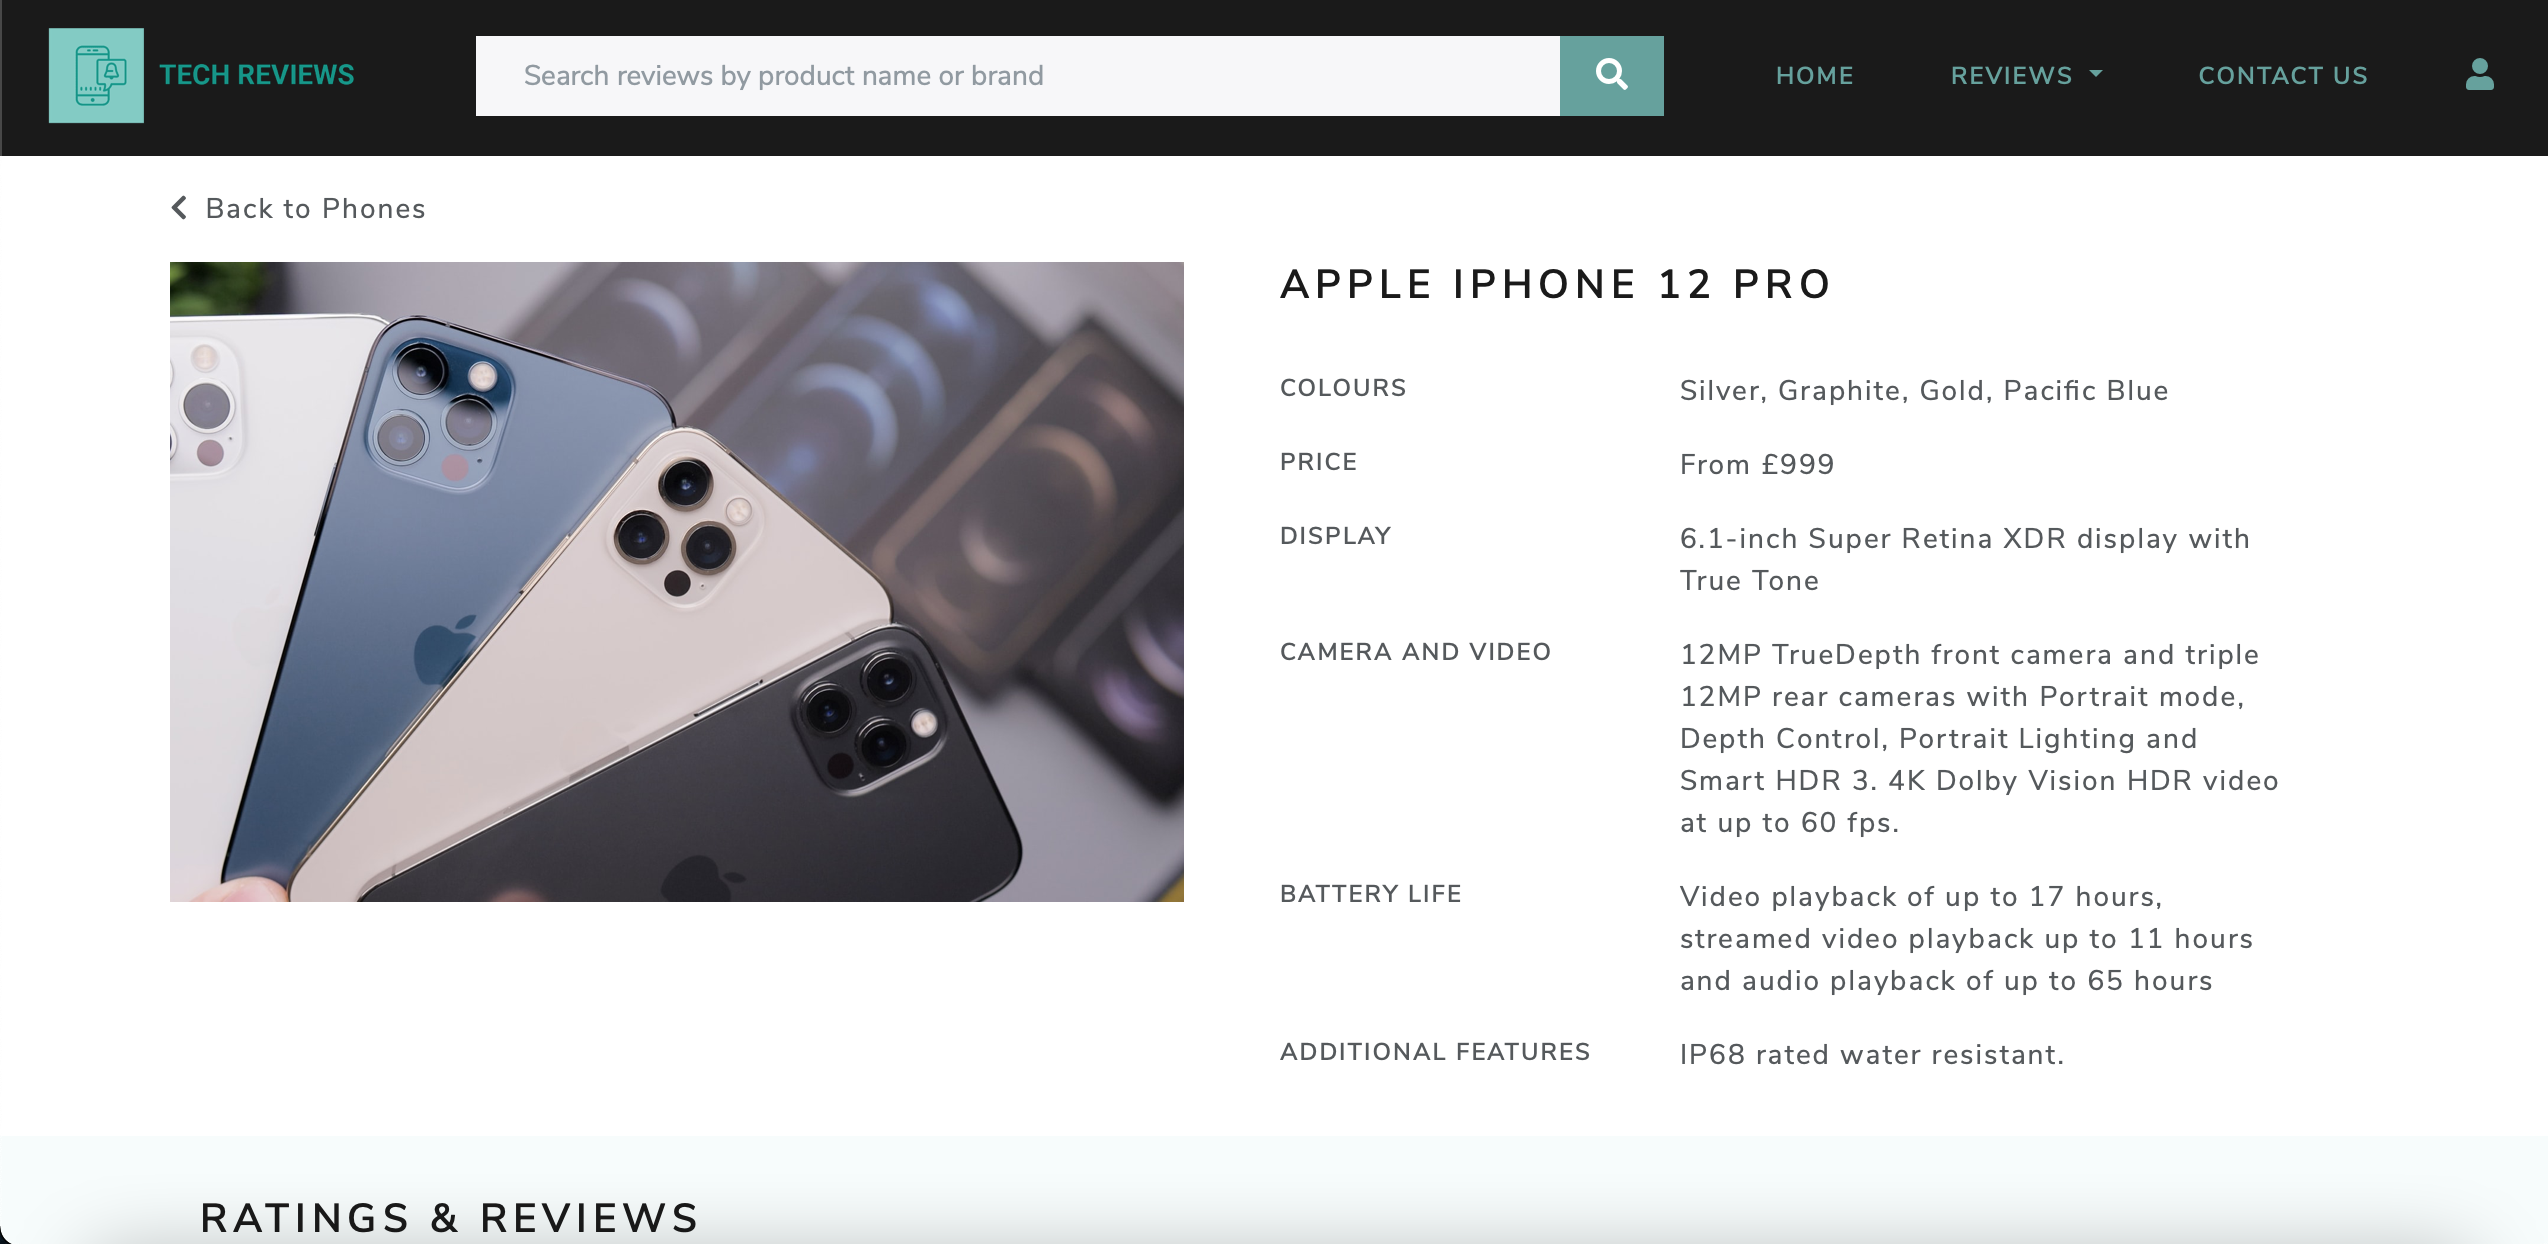 TECH REVIEWS
Search reviews by product name or brand
HOME
REVIEWS
CONTACT US
Back to Phones
APPLE IPHONE 12 PRO
COLOURS
Silver, Graphite, Gold, Pacific Blue
PRICE
From £999
DISPLAY
6.1-inch Super Retina XDR display with
True Tone
CAMERA AND VIDEO
12MP TrueDepth front camera and triple
12MP rear cameras with Portrait mode,
Depth Control, Portrait Lighting and
Smart HDR 3. 4K Dolby Vision HDR video
at up to 60 fps.
BATTERY LIFE
Video playback of up to 17 hours,
streamed video playback up to 11 hours
and audio playback of up to 65 hours
ADDITIONAL FEATURES
IP68 rated water resistant.
RATINGS & REVIEWS